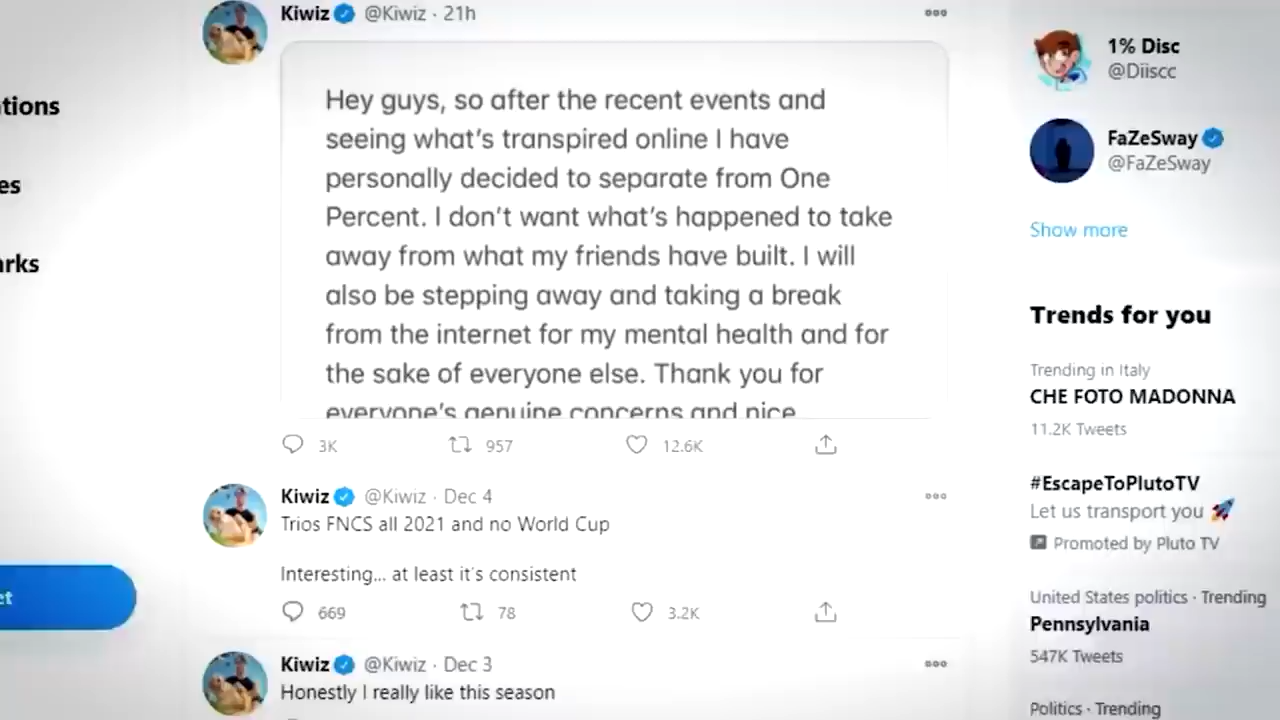 Kiwiz @Kiwiz · 21h
Hey guys, so after the recent events and
seeing what's transpired online I have
personally decided to separate from One
Percent. I don't want what's happened to take
away from what my friends have built. I will
also be stepping away and taking a break
from the internet for my mental health and for
the sake of everyone else. Thank you for
everyone's genuine concerns and nice
3K 957 12.6K
Kiwiz @Kiwiz · Dec 4
Trios FNCS all 2021 and no World Cup
Interesting... at least it's consistent
669 78 3.2K
Kiwiz @Kiwiz · Dec 3
Honestly I really like this season
ations
es
arks
et
1% Disc
@Diiscc
FaZeSway
@FaZeSway
Show more
Trends for you
Trending in Italy
CHE FOTO MADONNA
11.2K Tweets
#EscapeToPlutoTV
Let us transport you 🚀
Promoted by Pluto TV
United States politics · Trending
Pennsylvania
547K Tweets
Politics · Trending